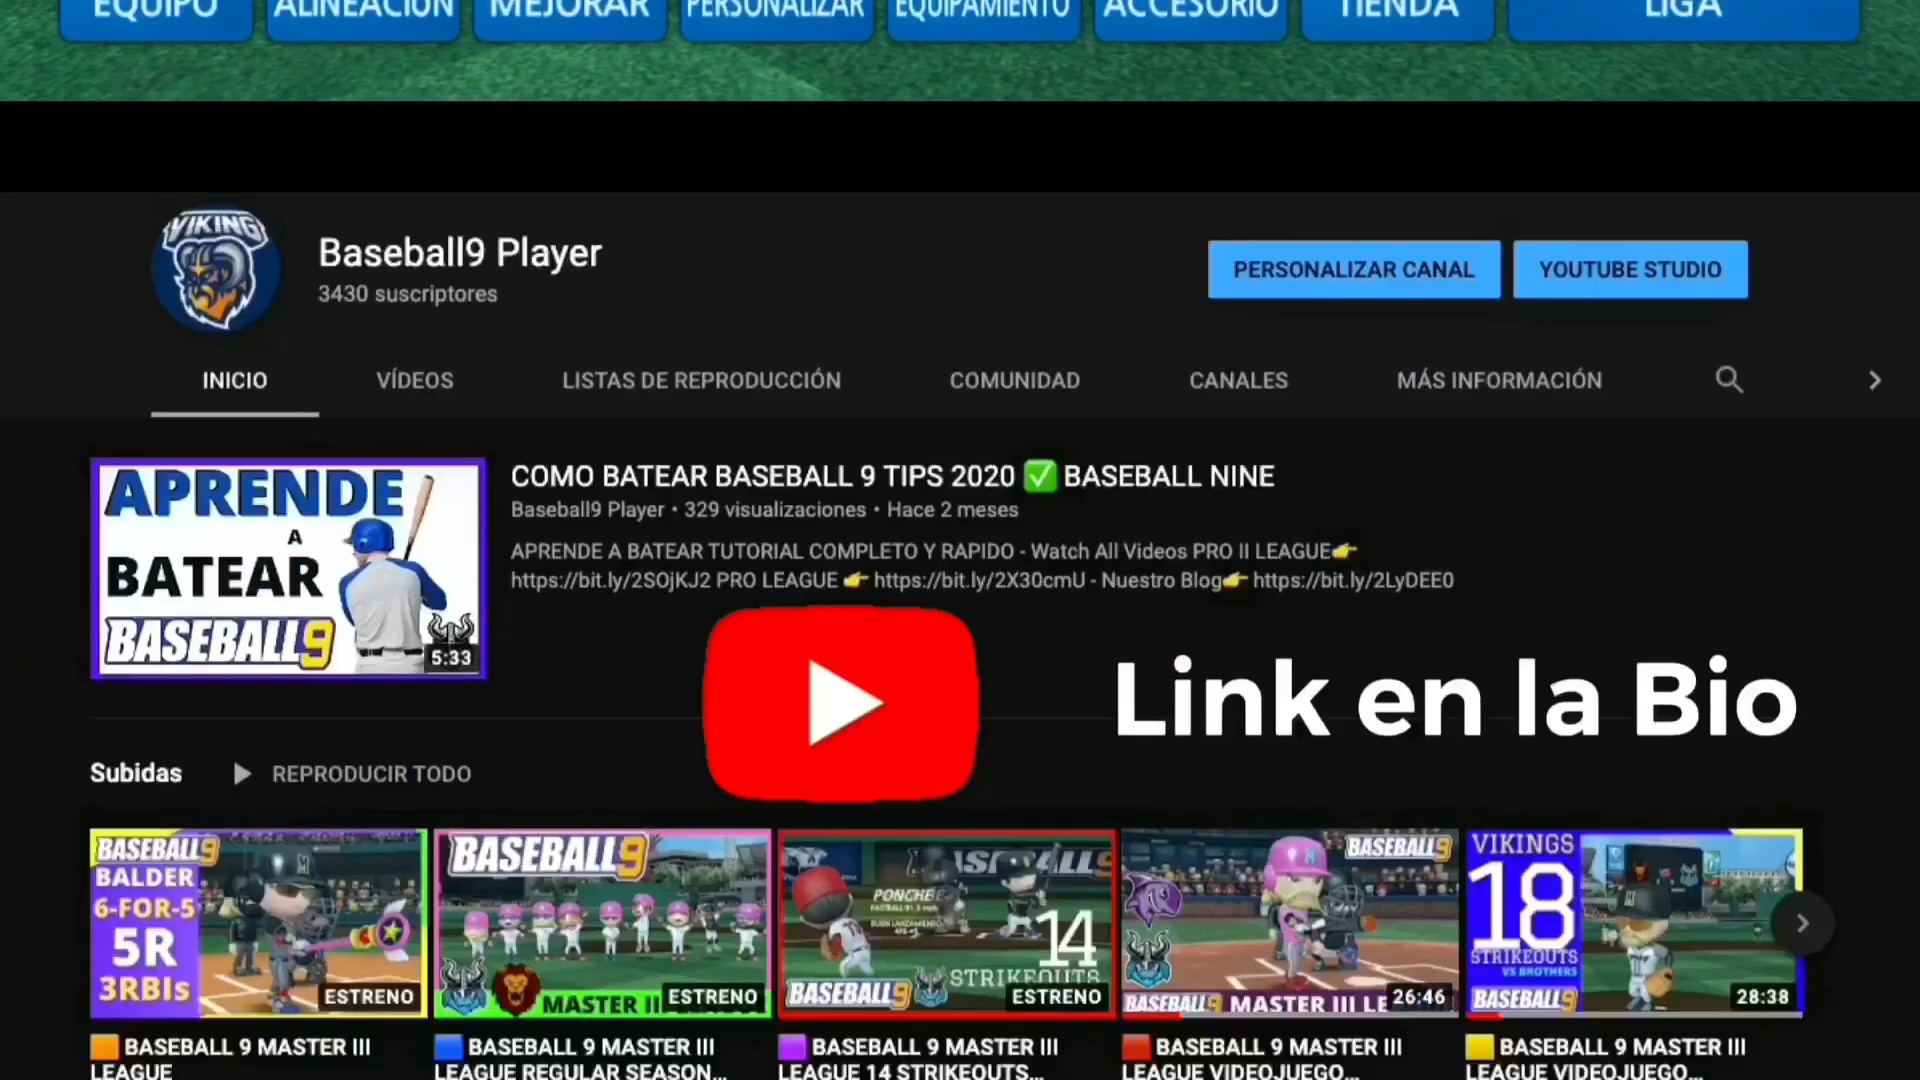 EQUIPO ALINEACIÓN MEJORAR PERSONALIZAR EQUIPAMIENTO ACCESORIO TIENDA LIGA
VIKING
Baseball9 Player
3430 suscriptores
PERSONALIZAR CANAL YOUTUBE STUDIO
INICIO VÍDEOS LISTAS DE REPRODUCCIÓN COMUNIDAD CANALES MÁS INFORMACIÓN
APRENDE
A
BATEAR
BASEBALL9
5:33
COMO BATEAR BASEBALL 9 TIPS 2020 ✅ BASEBALL NINE
Baseball9 Player • 329 visualizaciones • Hace 2 meses
APRENDE A BATEAR TUTORIAL COMPLETO Y RAPIDO - Watch All Videos PRO II LEAGUE👉
https://bit.ly/2SOjKJ2 PRO LEAGUE 👉 https://bit.ly/2X30cmU - Nuestro Blog👉 https://bit.ly/2LyDEE0
Link en la Bio
Subidas REPRODUCIR TODO
BASEBALL9
BALDER
6-FOR-5
5R
3RBIs
ESTRENO
BASEBALL9
MASTER II
ESTRENO
PONCHE
14
STRIKEOUTS
BASEBALL9
ESTRENO
BASEBALL9
BASEBALL9 MASTER III LE
26:46
VIKINGS
18
STRIKEOUTS
VS BROTHERS
BASEBALL9
28:38
🟧 BASEBALL 9 MASTER III
LEAGUE
🟦 BASEBALL 9 MASTER III
LEAGUE REGULAR SEASON...
🟪 BASEBALL 9 MASTER III
LEAGUE 14 STRIKEOUTS...
🟥 BASEBALL 9 MASTER III
LEAGUE VIDEOJUEGO...
🟨 BASEBALL 9 MASTER III
LEAGUE VIDEOJUEGO...